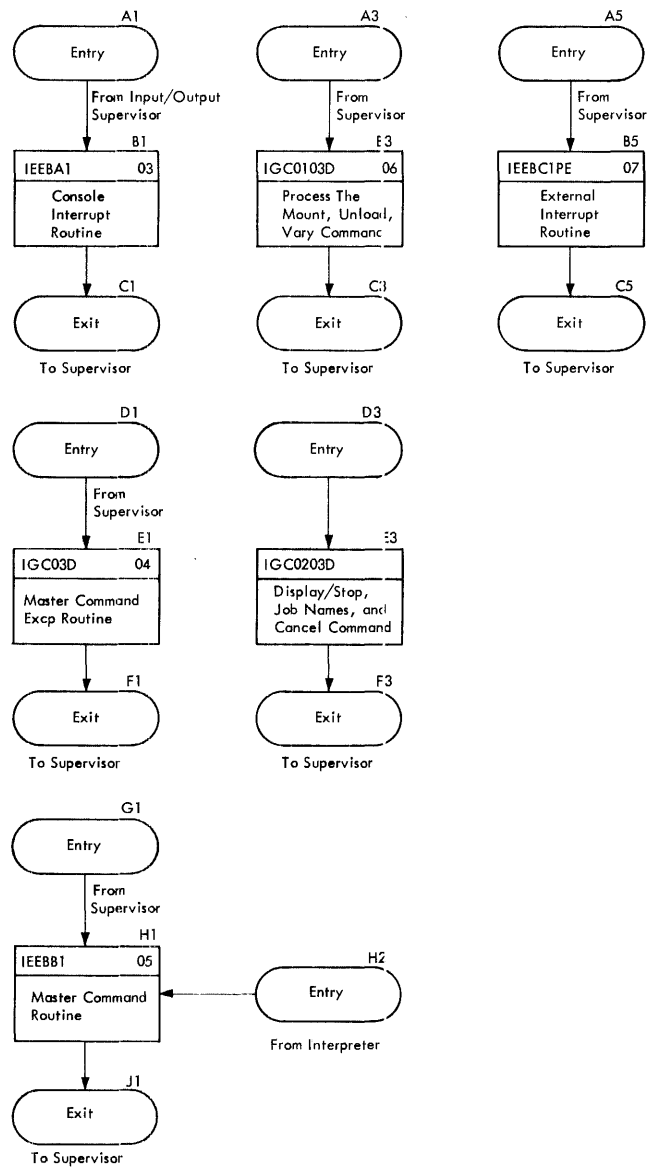 A1
Entry
From Input/Output
Supervisor
B1
IEEBA1 03
Console
Interrupt
Routine
C1
Exit
To Supervisor
A3
Entry
From
Supervisor
B3
IGC0103D 06
Process The
Mount, Unload,
Vary Command
C3
Exit
To Supervisor
A5
Entry
From
Supervisor
B5
IEEBC1PE 07
External
Interrupt
Routine
C5
Exit
To Supervisor
D1
Entry
From
Supervisor
E1
IGC03D 04
Master Command
Excp Routine
F1
Exit
To Supervisor
D3
Entry
E3
IGC0203D
Display/Stop,
Job Names, and
Cancel Command
F3
Exit
To Supervisor
G1
Entry
From
Supervisor
H1
IEEBB1 05
Master Command
Routine
H2
Entry
From Interpreter
J1
Exit
To Supervisor